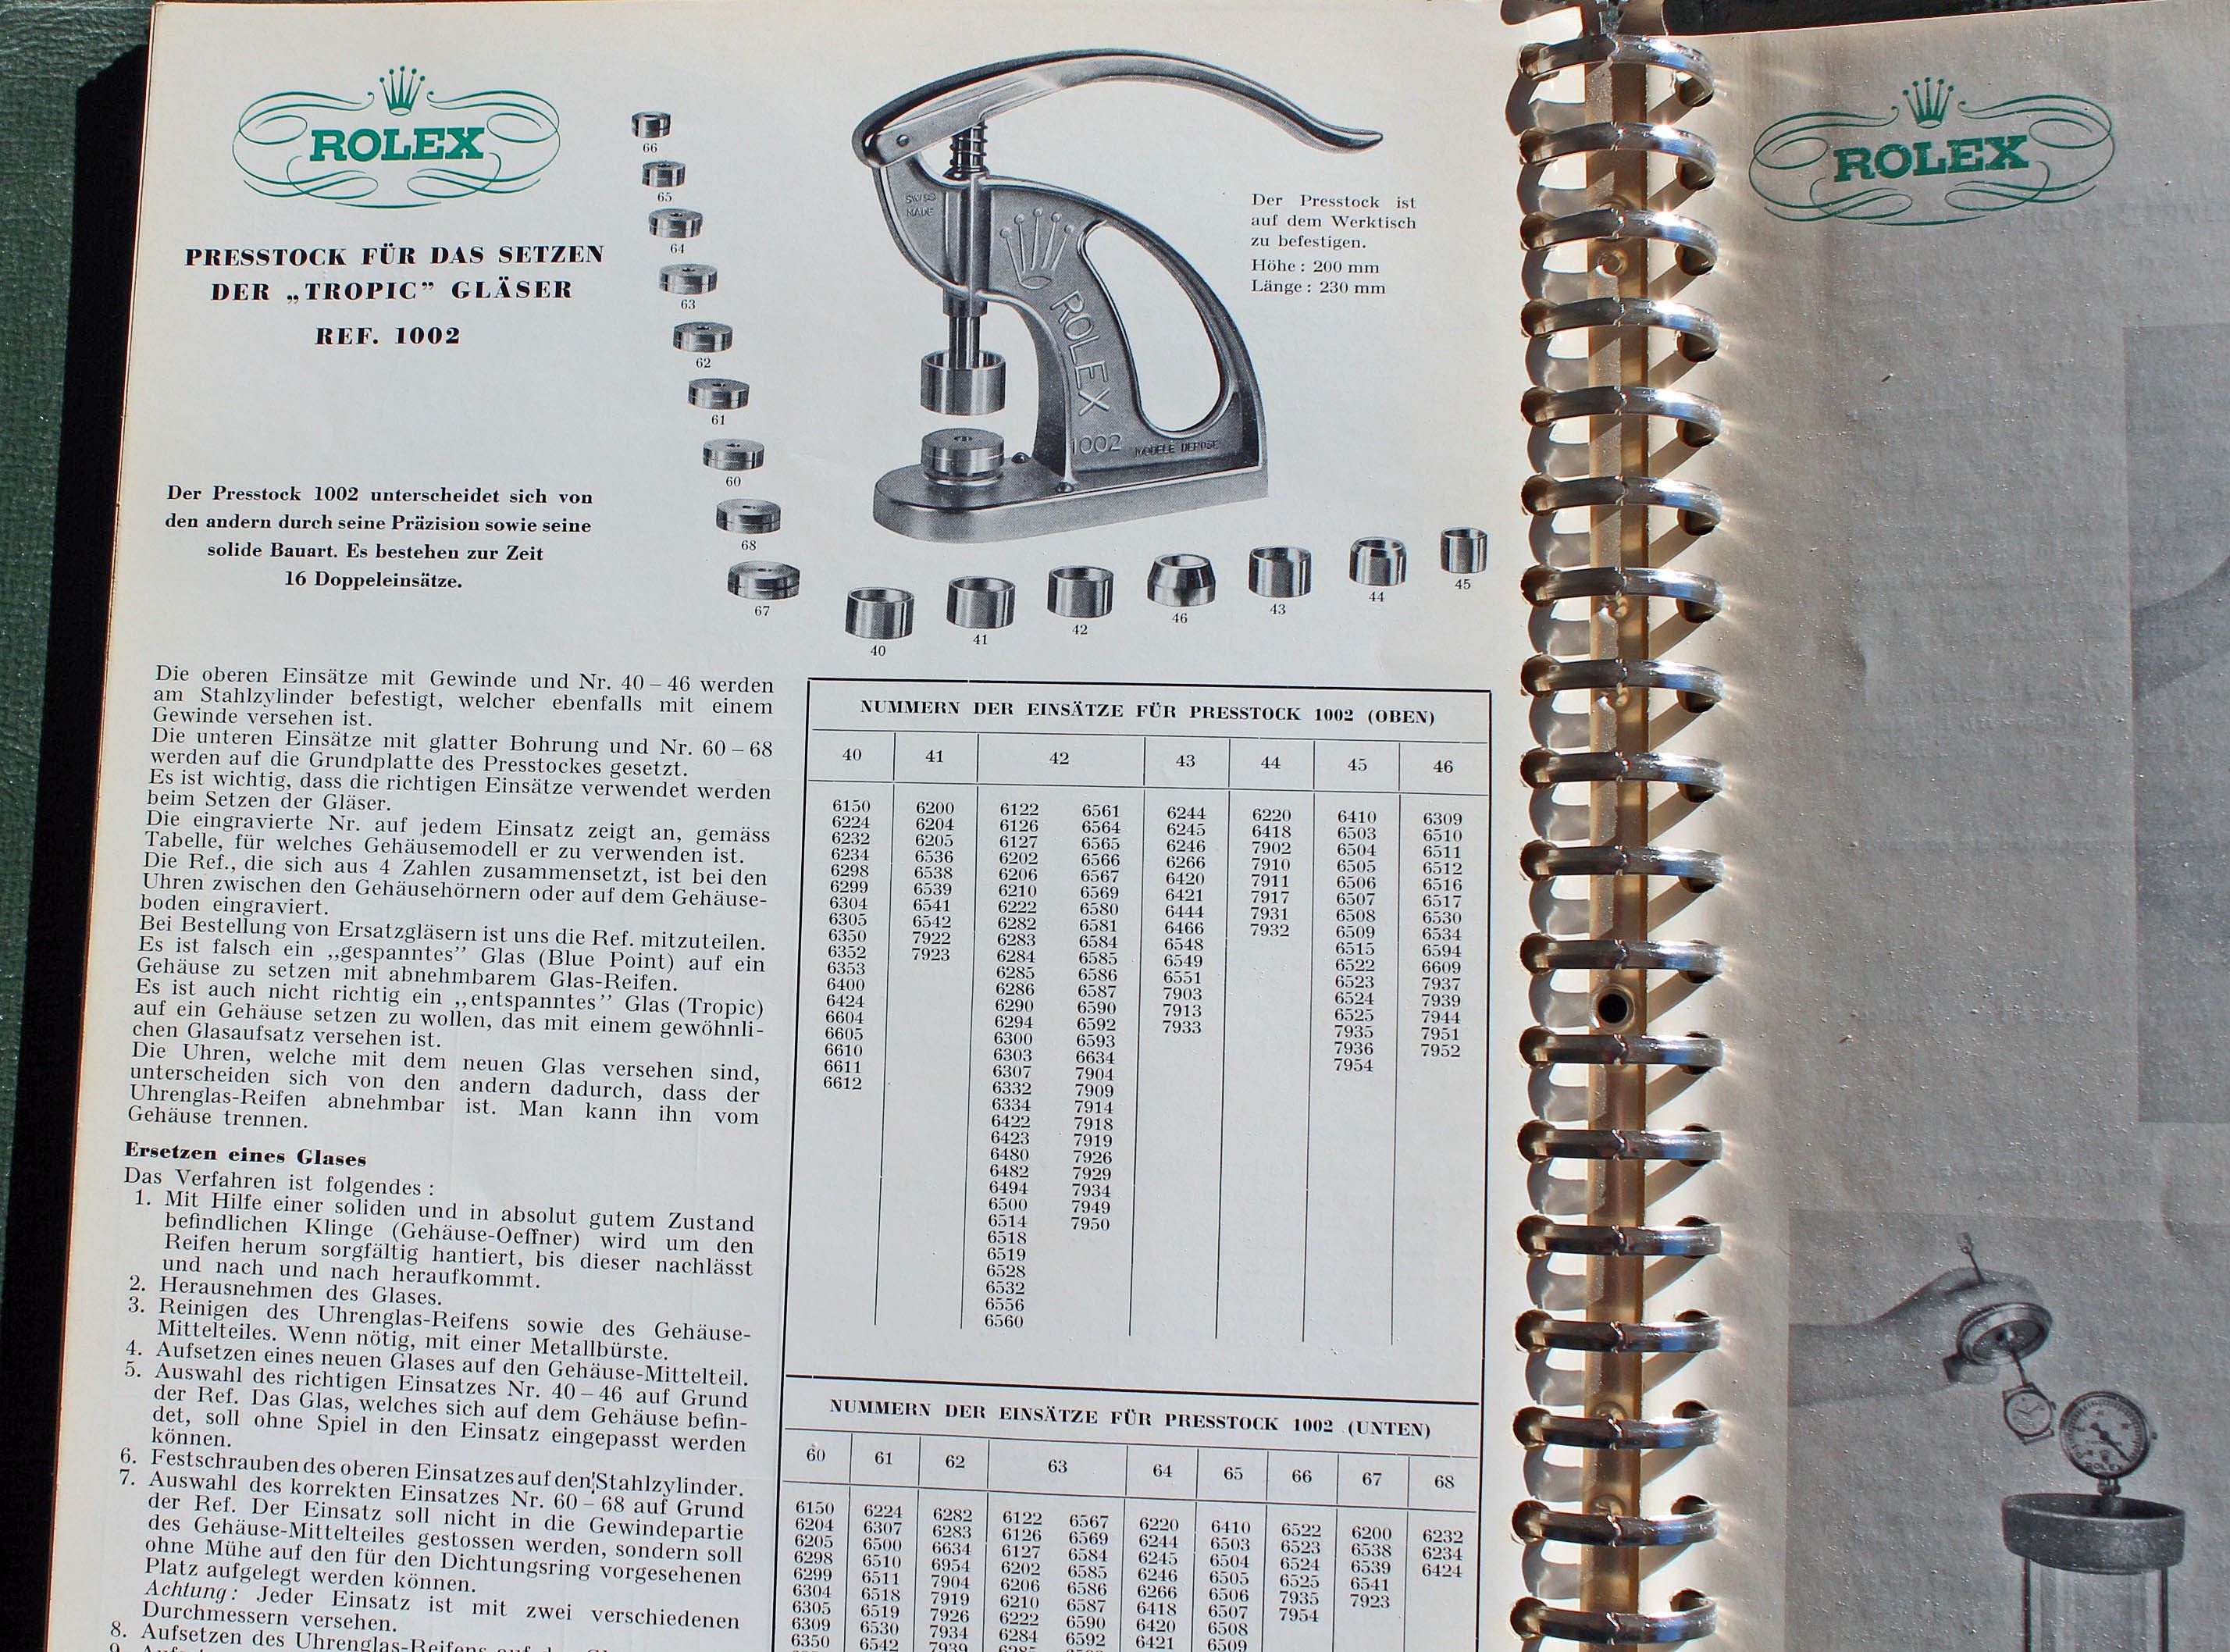 ROLEX
PRESSTOCK FÜR DAS SETZEN
DER „TROPIC” GLÄSER
REF. 1002
Der Presstock 1002 unterscheidet sich von
den andern durch seine Präzision sowie seine
solide Bauart. Es bestehen zur Zeit
16 Doppeleinsätze.
66
65
64
63
62
61
60
68
67
40
41
42
46
43
44
45
SWISS
MADE
ROLEX
1002 MODELE DEPOSE
Der Presstock ist
auf dem Werktisch
zu befestigen.
Höhe : 200 mm
Länge : 230 mm
Die oberen Einsätze mit Gewinde und Nr. 40 – 46 werden
am Stahlzylinder befestigt, welcher ebenfalls mit einem
Gewinde versehen ist.
Die unteren Einsätze mit glatter Bohrung und Nr. 60 – 68
werden auf die Grundplatte des Presstockes gesetzt.
Es ist wichtig, dass die richtigen Einsätze verwendet werden
beim Setzen der Gläser.
Die eingravierte Nr. auf jedem Einsatz zeigt an, gemäss
Tabelle, für welches Gehäusemodell er zu verwenden ist.
Die Ref., die sich aus 4 Zahlen zusammensetzt, ist bei den
Uhren zwischen den Gehäusehörnern oder auf dem Gehäuse-
boden eingraviert.
Bei Bestellung von Ersatzgläsern ist uns die Ref. mitzuteilen.
Es ist falsch ein „gespanntes” Glas (Blue Point) auf ein
Gehäuse zu setzen mit abnehmbarem Glas-Reifen.
Es ist auch nicht richtig ein „entspanntes” Glas (Tropic)
auf ein Gehäuse setzen zu wollen, das mit einem gewöhnli-
chen Glasaufsatz versehen ist.
Die Uhren, welche mit dem neuen Glas versehen sind,
unterscheiden sich von den andern dadurch, dass der
Uhrenglas-Reifen abnehmbar ist. Man kann ihn vom
Gehäuse trennen.
Ersetzen eines Glases
Das Verfahren ist folgendes :
1. Mit Hilfe einer soliden und in absolut gutem Zustand
befindlichen Klinge (Gehäuse-Oeffner) wird um den
Reifen herum sorgfältig hantiert, bis dieser nachlässt
und nach und nach heraufkommt.
2. Herausnehmen des Glases.
3. Reinigen des Uhrenglas-Reifens sowie des Gehäuse-
Mittelteiles. Wenn nötig, mit einer Metallbürste.
4. Aufsetzen eines neuen Glases auf den Gehäuse-Mittelteil.
5. Auswahl des richtigen Einsatzes Nr. 40 – 46 auf Grund
der Ref. Das Glas, welches sich auf dem Gehäuse befin-
det, soll ohne Spiel in den Einsatz eingepasst werden
können.
6. Festschrauben des oberen Einsatzes auf den Stahlzylinder.
7. Auswahl des korrekten Einsatzes Nr. 60 – 68 auf Grund
der Ref. Der Einsatz soll nicht in die Gewindepartie
des Gehäuse-Mittelteiles gestossen werden, sondern soll
ohne Mühe auf den für den Dichtungsring vorgesehenen
Platz aufgelegt werden können.
Achtung : Jeder Einsatz ist mit zwei verschiedenen
Durchmessern versehen.
8. Aufsetzen des Uhrenglas-Reifens auf
NUMMERN DER EINSÄTZE FÜR PRESSTOCK 1002 (OBEN)
40 41 42 43 44 45 46
6150 6200 6122 6561 6244 6220 6410 6309
6224 6204 6126 6564 6245 6418 6503 6510
6232 6205 6127 6565 6246 7902 6504 6511
6234 6536 6202 6566 6266 7910 6505 6512
6298 6538 6206 6567 6420 7911 6506 6516
6299 6539 6210 6569 6421 7917 6507 6517
6304 6541 6222 6580 6444 7931 6508 6530
6305 6542 6282 6581 6466 7932 6509 6534
6350 7922 6283 6584 6548 6515 6594
6352 7923 6284 6585 6549 6522 6609
6353 6285 6586 6551 6523 7937
6400 6286 6587 7903 6524 7939
6424 6290 6590 7913 6525 7944
6604 6294 6592 7933 7935 7951
6605 6300 6593 7936 7952
6610 6303 6634 7954
6611 6307 7904
6612 6332 7909
6334 7914
6422 7918
6423 7919
6480 7926
6482 7929
6494 7934
6500 7949
6514 7950
6518
6519
6528
6532
6556
6560
NUMMERN DER EINSÄTZE FÜR PRESSTOCK 1002 (UNTEN)
60 61 62 63 64 65 66 67 68
6150 6224 6282 6122 6567 6220 6410 6522 6200 6232
6204 6307 6283 6126 6569 6244 6503 6523 6538 6234
6205 6500 6634 6127 6584 6245 6504 6524 6539 6424
6298 6510 6954 6202 6585 6246 6505 6525 6541
6299 6511 7904 6206 6586 6266 6506 7935 7923
6304 6518 7919 6210 6587 6418 6507 7954
6305 6519 7926 6222 6590 6420 6508
6309 6530 7934 6284 6592 6421 6509
6350 6542 7939
ROLEX
ROLEX